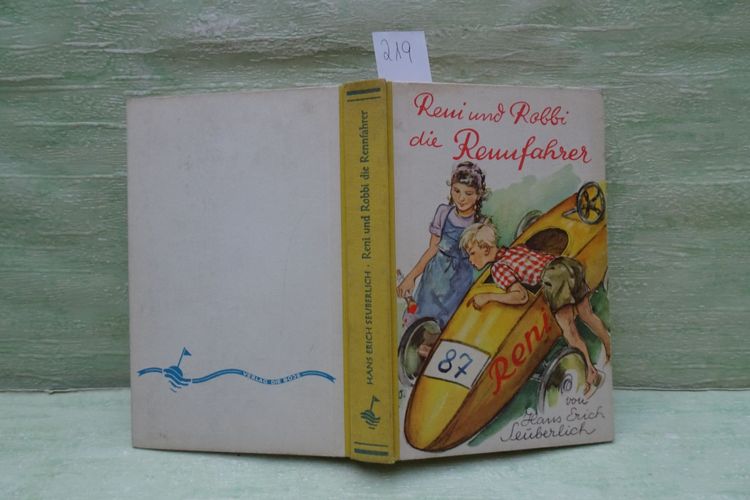 219
Reni und Robbi
die Rennfahrer
87
Reni
von
Hans Erich
Seuberlich
HANS ERICH SEUBERLICH · Reni und Robbi die Rennfahrer
VERLAG DIE BOJE